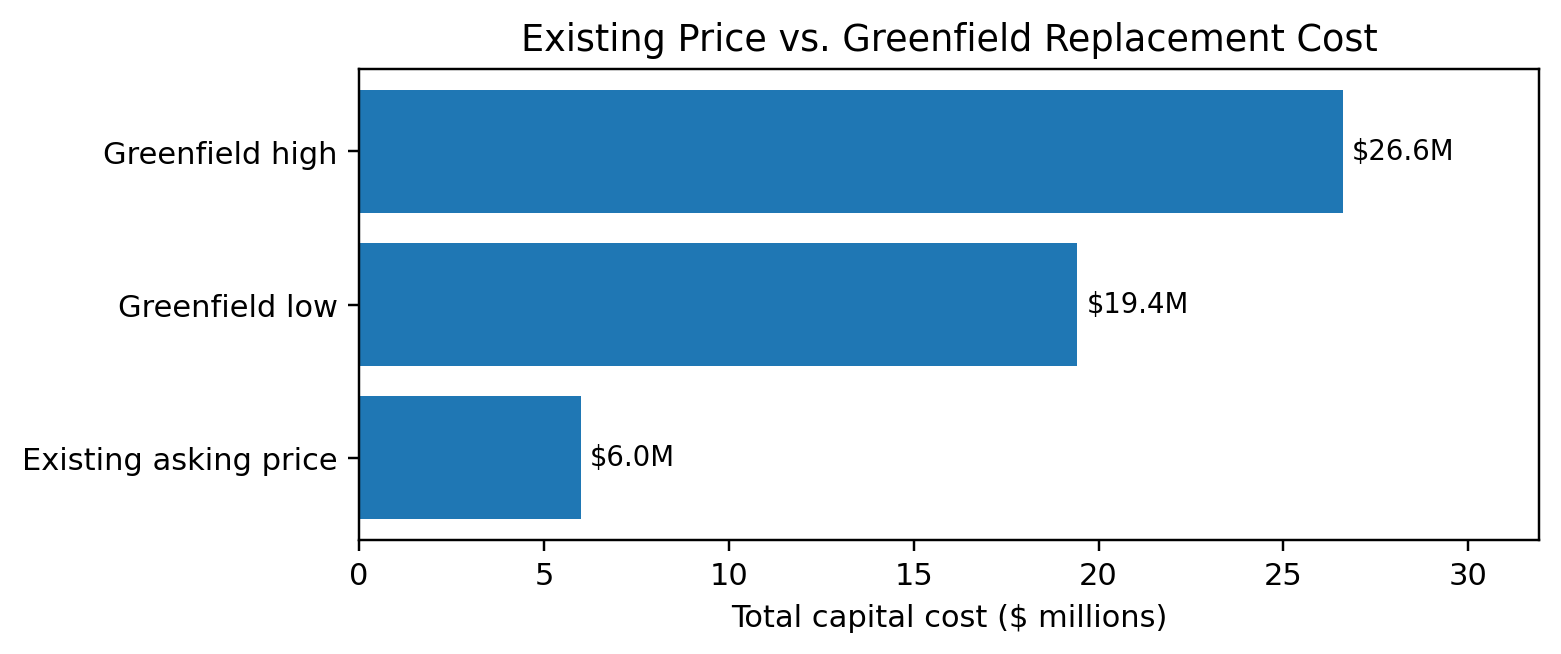 Existing Price vs. Greenfield Replacement Cost
Greenfield high
$26.6M
Greenfield low
$19.4M
Existing asking price
$6.0M
0 5 10 15 20 25 30
Total capital cost ($ millions)